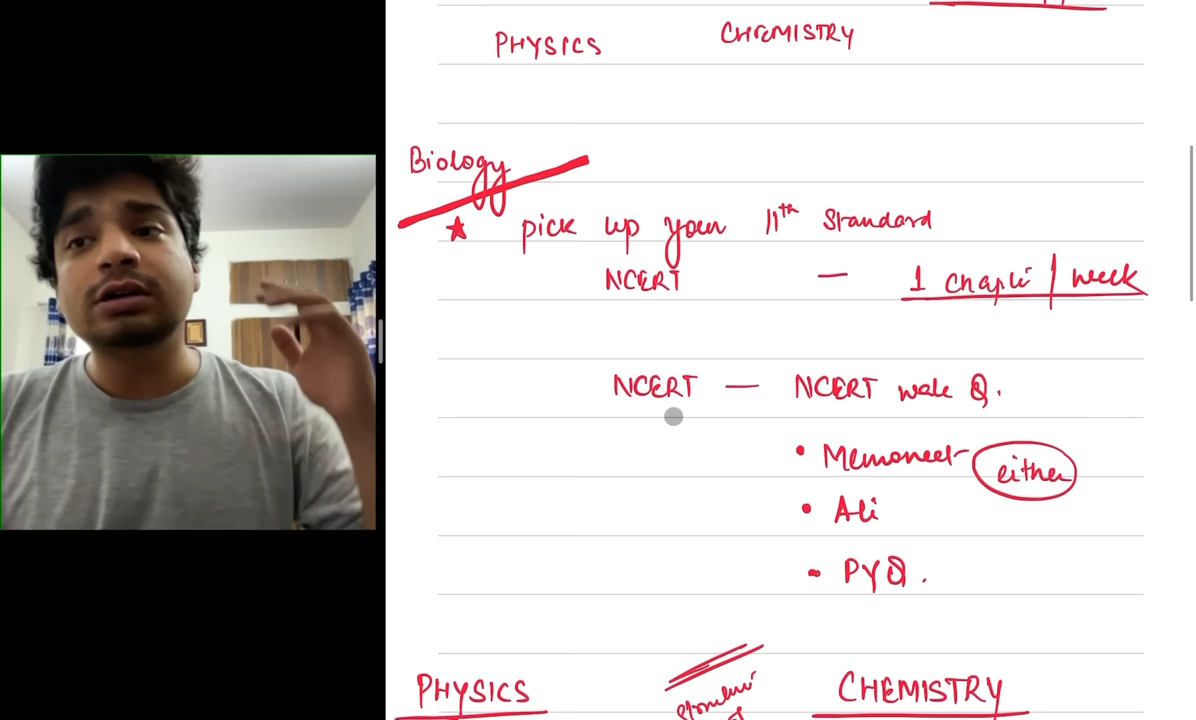 PHYSICS CHEMISTRY
Biology
pick up your 11th Standard
NCERT — 1 Chapt / week
NCERT — NCERT wale Q.
• Memoneet either
• Ali
- PYQ.
PHYSICS CHEMISTRY